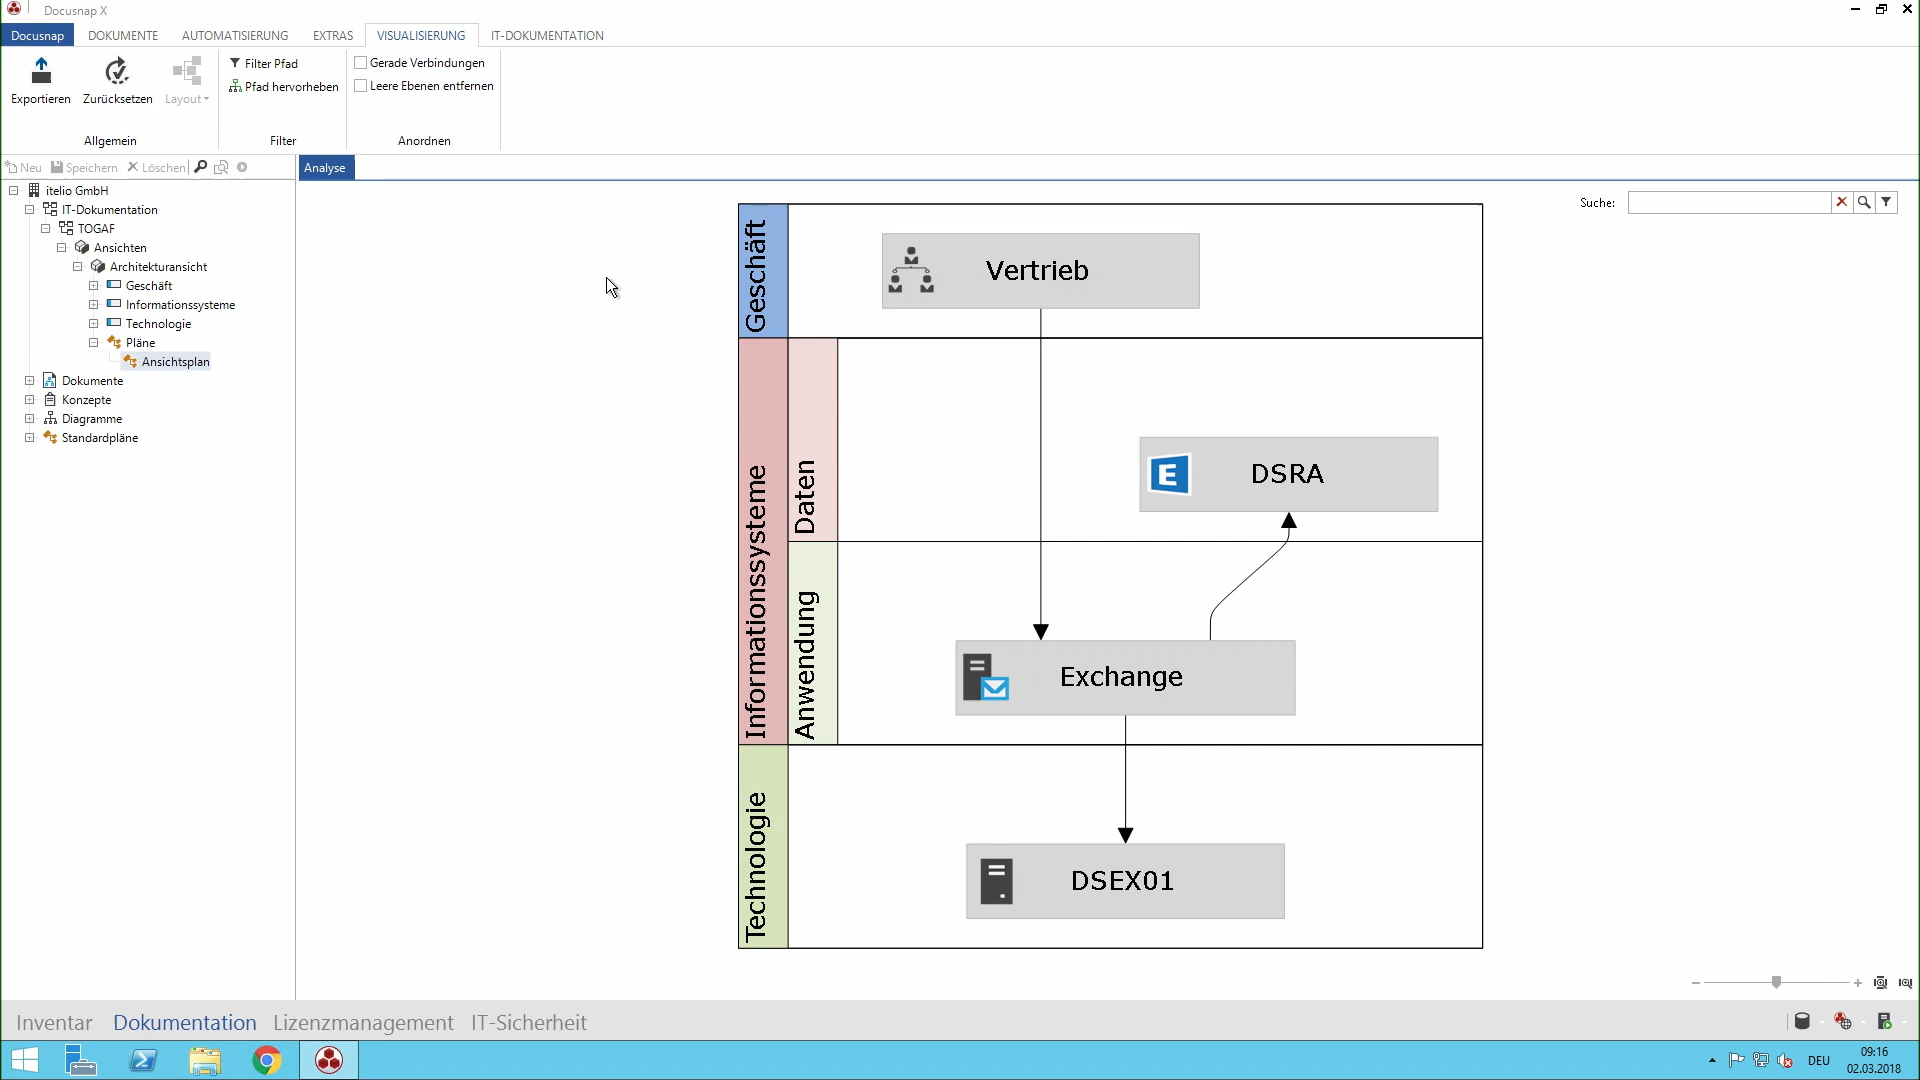 Docusnap X
Docusnap DOKUMENTE AUTOMATISIERUNG EXTRAS VISUALISIERUNG IT-DOKUMENTATION
Exportieren Zurücksetzen Layout
Filter Pfad
Pfad hervorheben
Gerade Verbindungen
Leere Ebenen entfernen
Allgemein Filter Anordnen
Neu Speichern Löschen
Analyse
itelio GmbH
IT-Dokumentation
TOGAF
Ansichten
Architekturansicht
Geschäft
Informationssysteme
Technologie
Pläne
Ansichtsplan
Dokumente
Konzepte
Diagramme
Standardpläne
Suche:
Geschäft
Vertrieb
Informationssysteme
Daten
DSRA
E
Anwendung
Exchange
Technologie
DSEX01
Inventar Dokumentation Lizenzmanagement IT-Sicherheit
DEU
09:16
02.03.2018